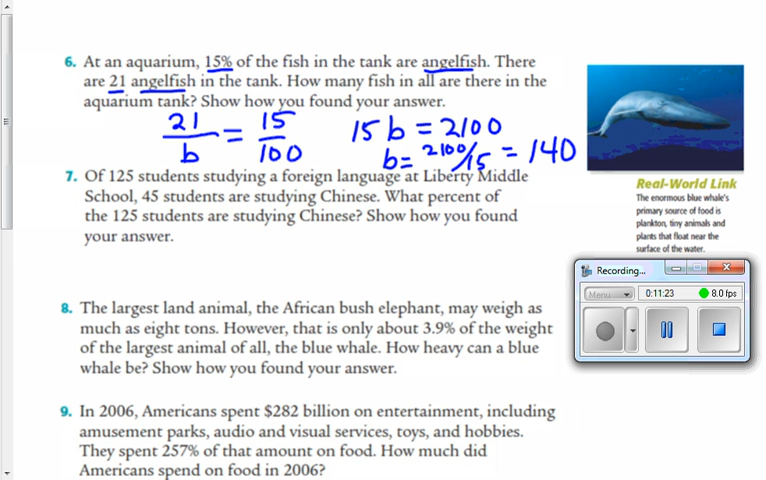 6. At an aquarium, 15% of the fish in the tank are angelfish. There
are 21 angelfish in the tank. How many fish in all are there in the
aquarium tank? Show how you found your answer.
21/b = 15/100
15b = 2100
b = 2100/15 = 140
7. Of 125 students studying a foreign language at Liberty Middle
School, 45 students are studying Chinese. What percent of
the 125 students are studying Chinese? Show how you found
your answer.
Real-World Link
The enormous blue whale's
primary source of food is
plankton, tiny animals and
plants that float near the
surface of the water.
Recording...
Menu
0:11:23
8.0 fps
8. The largest land animal, the African bush elephant, may weigh as
much as eight tons. However, that is only about 3.9% of the weight
of the largest animal of all, the blue whale. How heavy can a blue
whale be? Show how you found your answer.
9. In 2006, Americans spent $282 billion on entertainment, including
amusement parks, audio and visual services, toys, and hobbies.
They spent 257% of that amount on food. How much did
Americans spend on food in 2006?